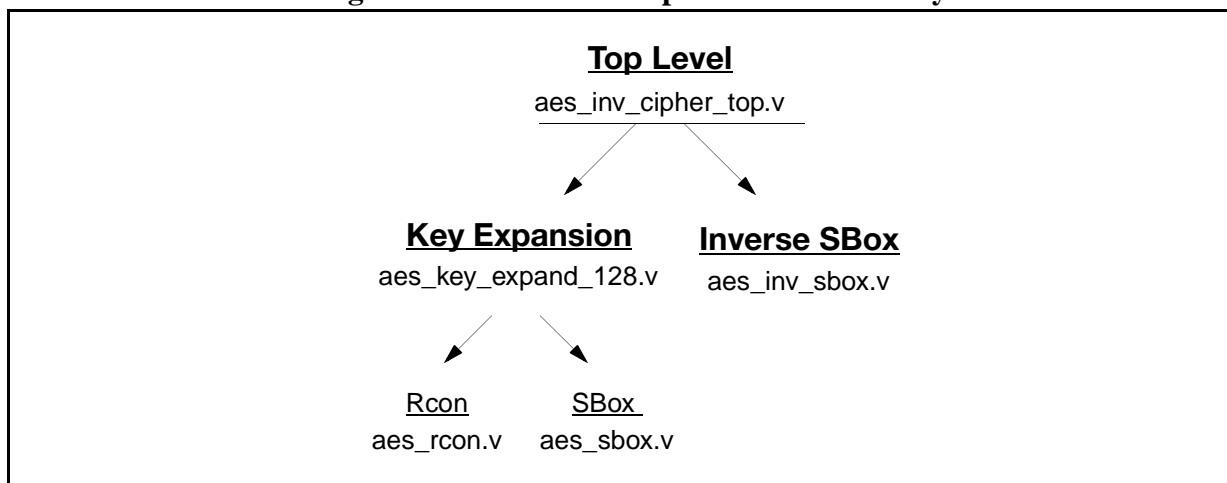 Top Level
aes_inv_cipher_top.v
Key Expansion
Inverse SBox
aes_key_expand_128.v
aes_inv_sbox.v
Rcon
SBox
aes_rcon.v
aes_sbox.v